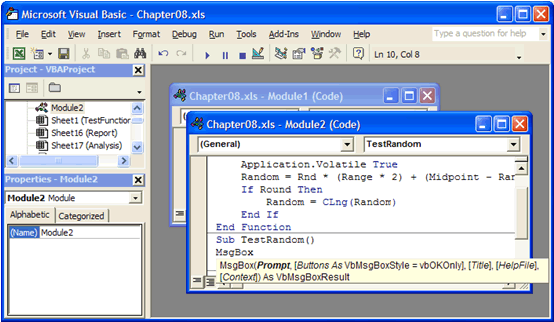 Microsoft Visual Basic - Chapter08.xls
File Edit View Insert Format Debug Run Tools Add-Ins Window Help Type a question for help
Ln 10, Col 8
Project - VBAProject
Module2
Sheet1 (TestFunction
Sheet16 (Report)
Sheet17 (Analysis)
Properties - Module2
Module2 Module
Alphabetic Categorized
(Name) Module2
Chapter08.xls - Module1 (Code)
Chapter08.xls - Module2 (Code)
(General) TestRandom
Application.Volatile True
Random = Rnd * (Range * 2) + (Midpoint - Ran
If Round Then
Random = CLng(Random)
End If
End Function
Sub TestRandom()
MsgBox
MsgBox(Prompt, [Buttons As VbMsgBoxStyle = vbOKOnly], [Title], [HelpFile],
[Context]) As VbMsgBoxResult